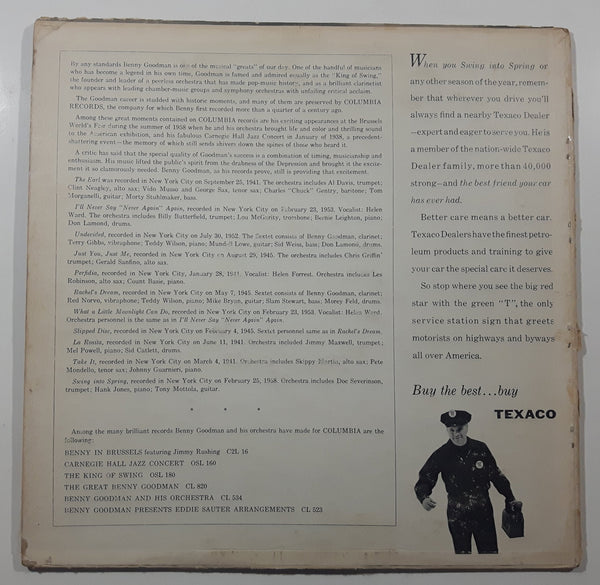 By any standards Benny Goodman is one of the musical "greats" of our day. One of the handful of musicians
who has become a legend in his own time, Goodman is famed and admired equally as the "King of Swing,"
the founder and leader of a peerless orchestra that has made pop-music history, and as a brilliant clarinetist
who appears with leading chamber-music groups and symphony orchestras with unfailing critical acclaim.
The Goodman career is studded with historic moments, and many of them are preserved by COLUMBIA
RECORDS, the company for which Benny first recorded more than a quarter of a century ago.
Among these great moments contained on COLUMBIA records are his exciting appearances at the Brussels
World's Fair during the summer of 1958 when he and his orchestra brought life and color and thrilling sound
to the American exhibition, and his fabulous Carnegie Hall Jazz Concert in January of 1938, a precedent-
shattering event—the memory of which still sends shivers down the spines of those who heard it.
A critic has said that the special quality of Goodman's success is a combination of timing, musicianship and
enthusiasm. His music lifted the public's spirit from the drabness of the Depression and brought it the excite-
ment it so clamorously needed. Benny Goodman, as his records prove, still is providing that excitement.
The Earl was recorded in New York City on September 25, 1941. The orchestra includes Al Davis, trumpet;
Clint Neagley, alto sax; Vido Musso and George Sax, tenor sax; Charles "Chuck" Gentry, baritone; Tom
Morganelli, guitar; Morty Stuhlmaker, bass.
I'll Never Say "Never Again" Again, recorded in New York City on February 23, 1953. Vocalist: Helen
Ward. The orchestra includes Billy Butterfield, trumpet; Lou McGarity, trombone; Bernie Leighton, piano;
Don Lamond, drums.
Undecided, recorded in New York City on July 30, 1952. The Sextet consists of Benny Goodman, clarinet;
Terry Gibbs, vibraphone; Teddy Wilson, piano; Mundell Lowe, guitar; Sid Weiss, bass; Don Lamond, drums.
Just You, Just Me, recorded in New York City on August 29, 1945. The orchestra includes Chris Griffin'
trumpet; Gerald Sanfino, alto sax.
Perfidia, recorded in New York City, January 28, 1941. Vocalist: Helen Forrest. Orchestra includes Les
Robinson, alto sax; Count Basie, piano.
Rachel's Dream, recorded in New York City on May 7, 1945. Sextet consists of Benny Goodman, clarinet;
Red Norvo, vibraphone; Teddy Wilson, piano; Mike Bryan, guitar; Slam Stewart, bass; Morey Feld, drums.
What a Little Moonlight Can Do, recorded in New York City on February 23, 1953. Vocalist: Helen Ward.
Orchestra personnel is the same as in I'll Never Say "Never Again" Again.
Slipped Disc, recorded in New York City on February 4, 1945. Sextet personnel same as in Rachel's Dream.
La Rosita, recorded in New York City on June 11, 1941. Orchestra included Jimmy Maxwell, trumpet;
Mel Powell, piano; Sid Catlett, drums.
Take It, recorded in New York City on March 4, 1941. Orchestra includes Skippy Martin, alto sax; Pete
Mondello, tenor sax; Johnny Guarnieri, piano.
Swing into Spring, recorded in New York City on February 25, 1958. Orchestra includes Doc Severinson,
trumpet; Hank Jones, piano; Tony Mottola, guitar.
* * *
Among the many brilliant records Benny Goodman and his orchestra have made for COLUMBIA are the
following:
BENNY IN BRUSSELS featuring Jimmy Rushing C2L 16
CARNEGIE HALL JAZZ CONCERT OSL 160
THE KING OF SWING OSL 180
THE GREAT BENNY GOODMAN CL 820
BENNY GOODMAN AND HIS ORCHESTRA CL 534
BENNY GOODMAN PRESENTS EDDIE SAUTER ARRANGEMENTS CL 523
When you Swing into Spring or
any other season of the year, remem-
ber that wherever you drive you'll
always find a nearby Texaco Dealer
—expert and eager to serve you. He is
a member of the nation-wide Texaco
Dealer family, more than 40,000
strong—and the best friend your car
has ever had.
Better care means a better car.
Texaco Dealers have the finest petro-
leum products and training to give
your car the special care it deserves.
So stop where you see the big red
star with the green "T", the only
service station sign that greets
motorists on highways and byways
all over America.
Buy the best...buy
TEXACO